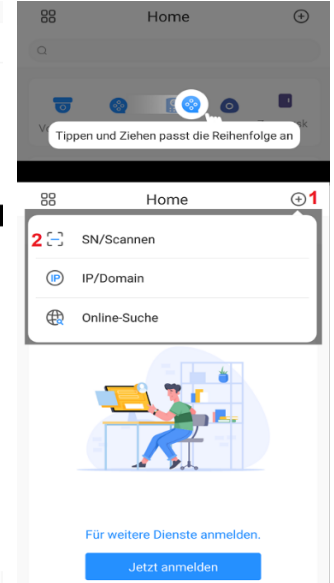 Home
Tippen und Ziehen passt die Reihenfolge an
Home
1
2 SN/Scannen
IP IP/Domain
Online-Suche
Für weitere Dienste anmelden.
Jetzt anmelden